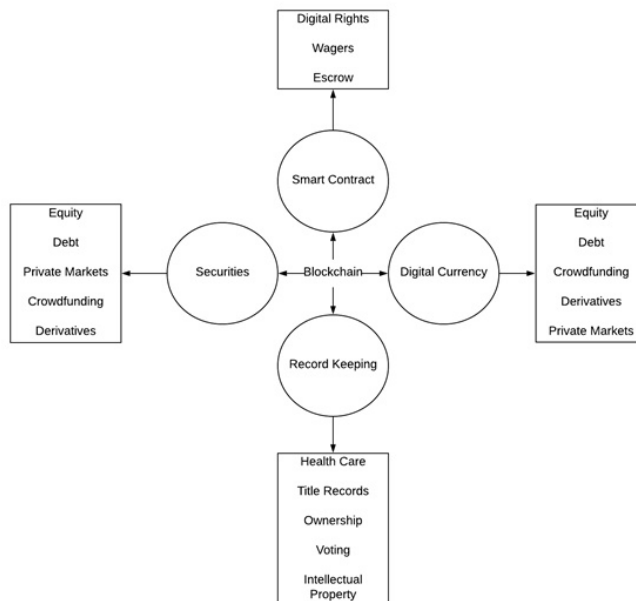 Digital Rights
Wagers
Escrow
Smart Contract
Equity
Debt
Private Markets
Crowdfunding
Derivatives
Securities
Blockchain
Digital Currency
Equity
Debt
Crowdfunding
Derivatives
Private Markets
Record Keeping
Health Care
Title Records
Ownership
Voting
Intellectual
Property